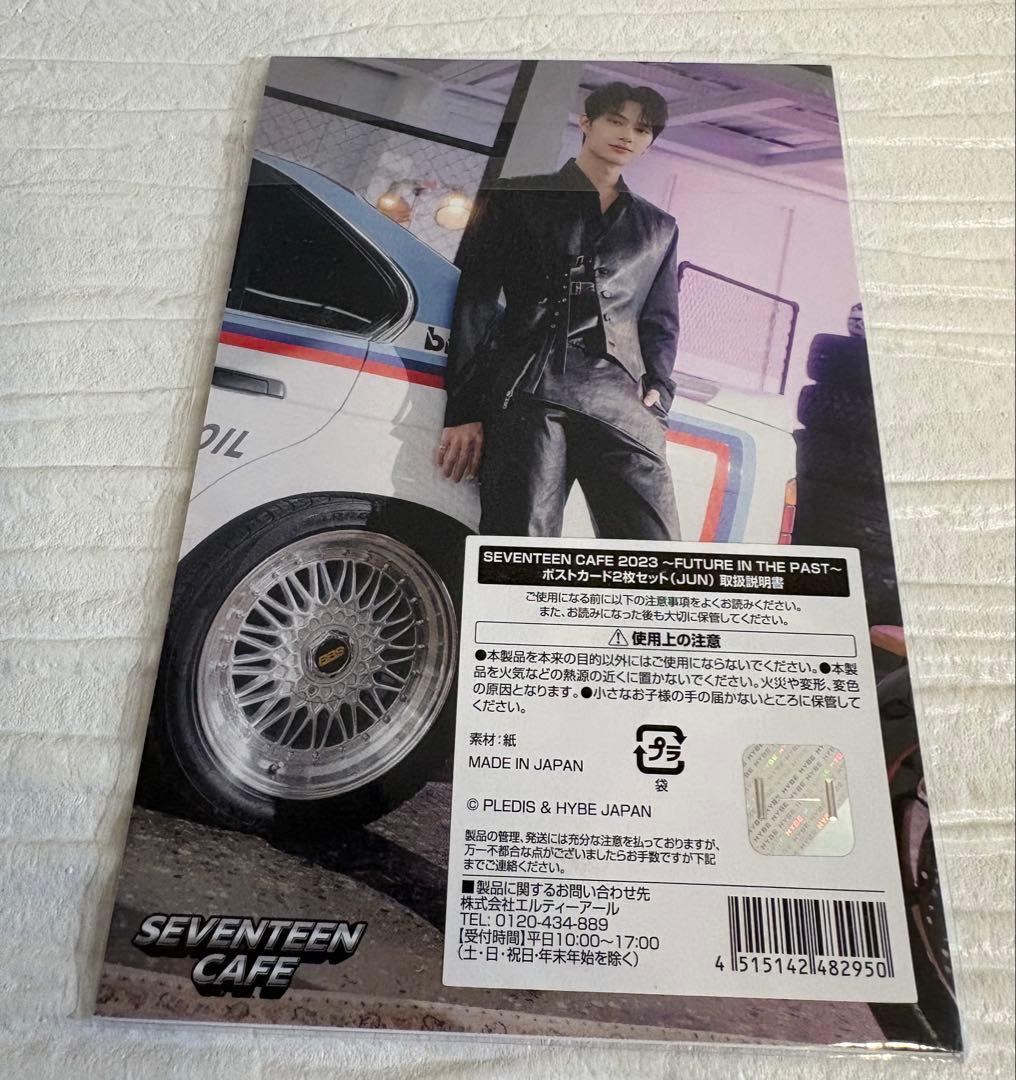 b
OIL
BBS
SEVENTEEN CAFE 2023 ～FUTURE IN THE PAST～
ポストカード2枚セット(JUN) 取扱説明書
ご使用になる前に以下の注意事項をよくお読みください。
また、お読みになった後も大切に保管してください。
⚠使用上の注意
●本製品を本来の目的以外にはご使用にならないでください。●本製
品を火気などの熱源の近くに置かないでください。火災や変形、変色
の原因となります。●小さなお子様の手の届かないところに保管して
ください。
素材：紙
MADE IN JAPAN
プラ
袋
© PLEDIS & HYBE JAPAN
HYBE HYBE HYBE
製品の管理、発送には充分な注意を払っておりますが、
万一不都合な点がございましたらお手数ですが下記
までご連絡ください。
■製品に関するお問い合わせ先
株式会社エルティーアール
TEL: 0120-434-889
【受付時間】平日10:00～17:00
(土・日・祝日・年末年始を除く)
4 515142 482950
SEVENTEEN
CAFE